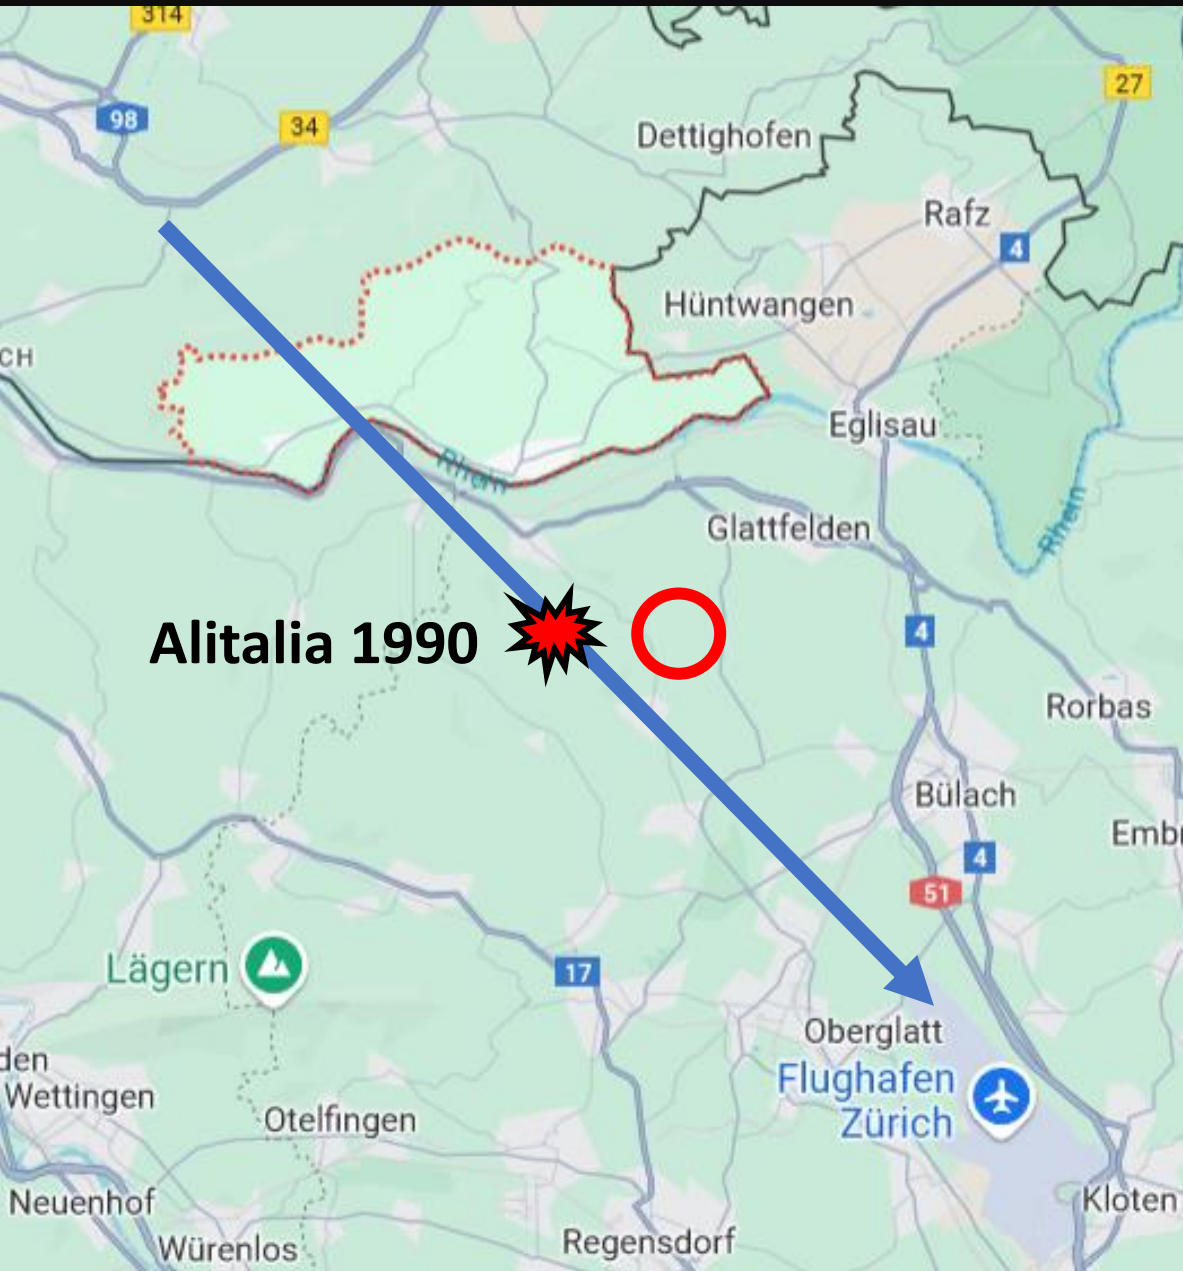 314
98
34
27
Dettighofen
Rafz
4
Hüntwangen
CH
Eglisau
Rhein
Rhein
Glattfelden
4
Alitalia 1990
Rorbas
Bülach
Emb
4
51
Lägern
17
Oberglatt
den
Flughafen
Zürich
Wettingen
Otelfingen
Neuenhof
Kloten
Würenlos
Regensdorf